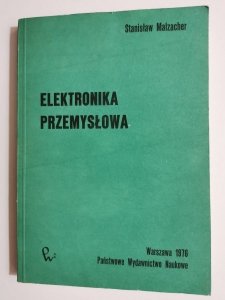 Stanisław Malzacher
ELEKTRONIKA
PRZEMYSŁOWA
Warszawa 1976
Państwowe Wydawnictwo Naukowe